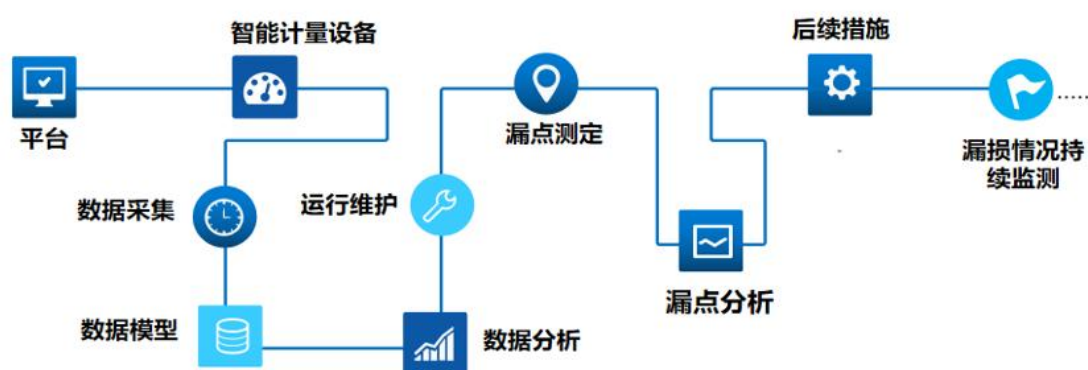 平台
智能计量设备
数据采集
数据模型
数据分析
运行维护
漏点测定
漏点分析
后续措施
漏损情况持
续监测
......